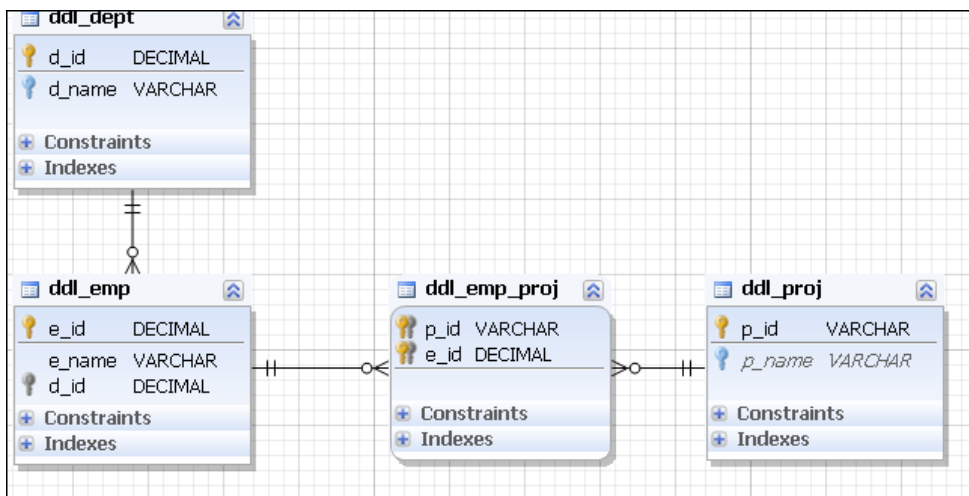 ddl_dept
d_id DECIMAL
d_name VARCHAR
Constraints
Indexes
ddl_emp
e_id DECIMAL
e_name VARCHAR
d_id DECIMAL
Constraints
Indexes
ddl_emp_proj
p_id VARCHAR
e_id DECIMAL
Constraints
Indexes
ddl_proj
p_id VARCHAR
p_name VARCHAR
Constraints
Indexes